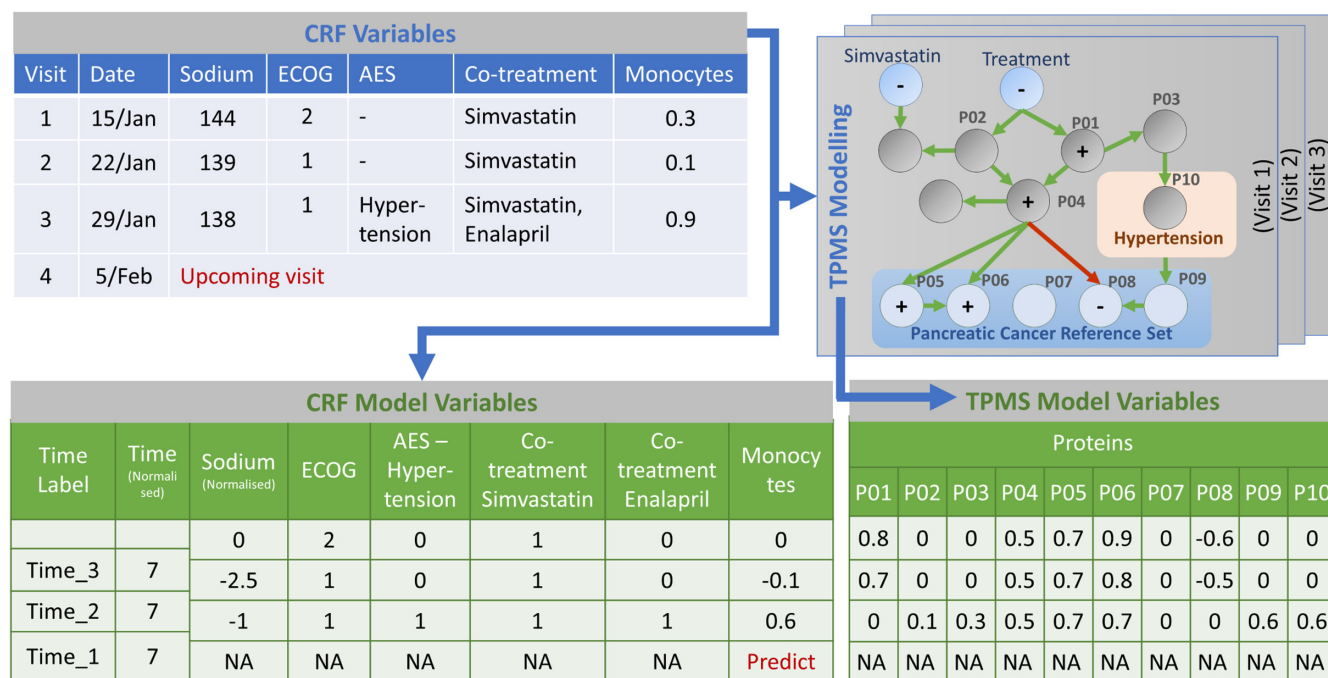 CRF Variables
Visit Date Sodium ECOG AES Co-treatment Monocytes
1 15/Jan 144 2 - Simvastatin 0.3
2 22/Jan 139 1 - Simvastatin 0.1
3 29/Jan 138 1 Hyper- Simvastatin, 0.9
tension Enalapril
4 5/Feb Upcoming visit
TPMS Modelling
Simvastatin Treatment
- -
P02 P01 P03
+
P10
+ P04
Hypertension
P05 P06 P07 P08 P09
+ + -
Pancreatic Cancer Reference Set
(Visit 1)
(Visit 2)
(Visit 3)
CRF Model Variables
Time Label
Time
(Normali
sed)
Sodium
(Normalised)
ECOG
AES –
Hyper-
tension
Co-
treatment
Simvastatin
Co-
treatment
Enalapril
Monocy
tes
0 2 0 1 0 0
Time_3 7 -2.5 1 0 1 0 -0.1
Time_2 7 -1 1 1 1 1 0.6
Time_1 7 NA NA NA NA NA Predict
TPMS Model Variables
Proteins
P01 P02 P03 P04 P05 P06 P07 P08 P09 P10
0.8 0 0 0.5 0.7 0.9 0 -0.6 0 0
0.7 0 0 0.5 0.7 0.8 0 -0.5 0 0
0 0.1 0.3 0.5 0.7 0.7 0 0 0.6 0.6
NA NA NA NA NA NA NA NA NA NA